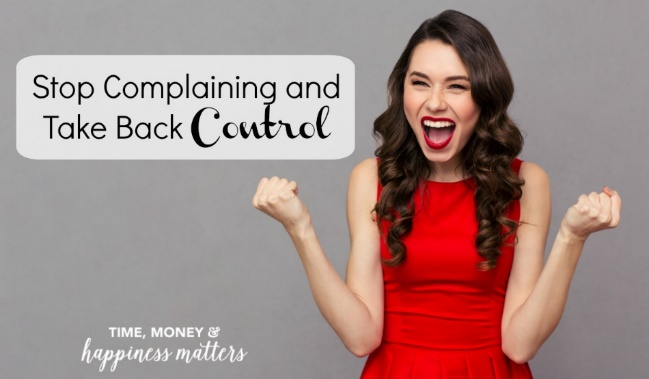 Stop Complaining and
Take Back Control
TIME, MONEY &
happiness matters